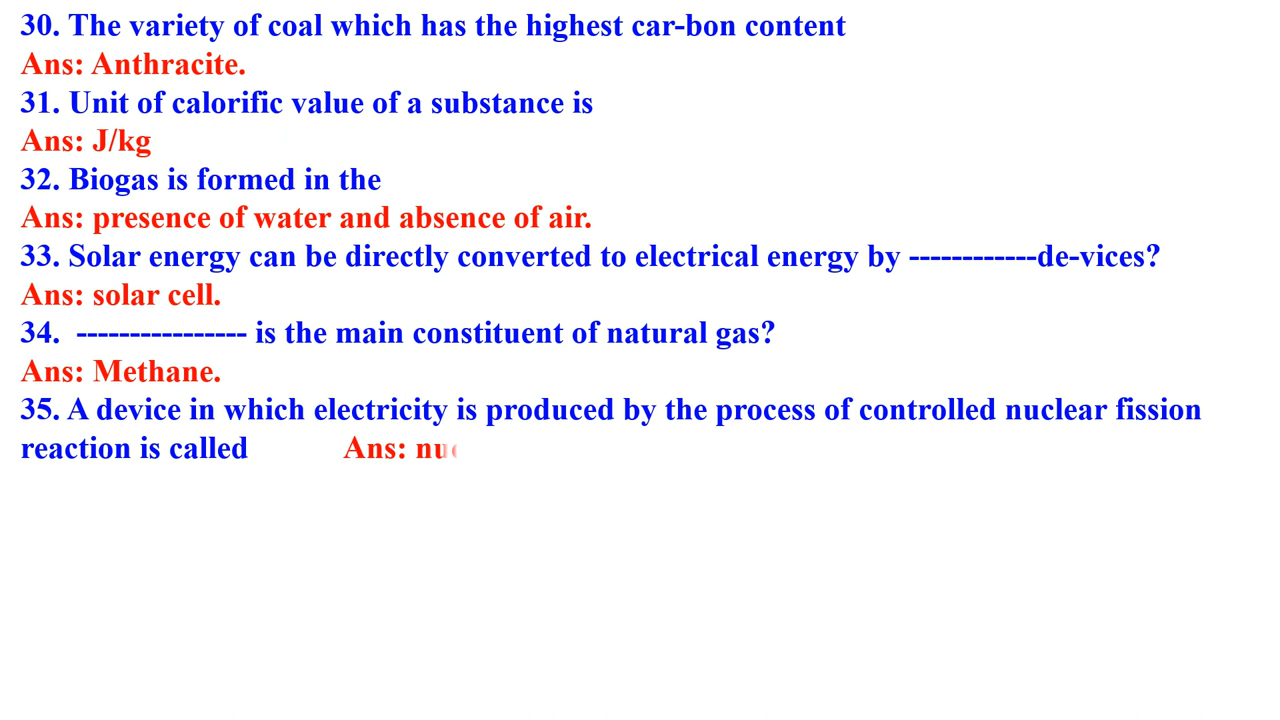 30. The variety of coal which has the highest car-bon content
Ans: Anthracite.
31. Unit of calorific value of a substance is
Ans: J/kg
32. Biogas is formed in the
Ans: presence of water and absence of air.
33. Solar energy can be directly converted to electrical energy by ------------de-vices?
Ans: solar cell.
34. ---------------- is the main constituent of natural gas?
Ans: Methane.
35. A device in which electricity is produced by the process of controlled nuclear fission
reaction is called Ans: